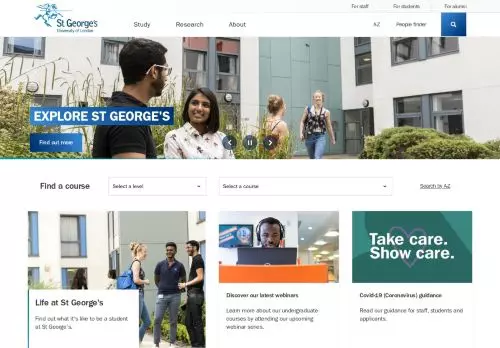 For staff
For students
For alumni
St George's
University of London
Study
Research
About
A-Z
People finder
EXPLORE ST GEORGE'S
Find out more
Find a course
Select a level
Select a course
Search by A-Z
Take care.
Show care.
Life at St George's
Find out what it's like to be a student
at St George's.
Discover our latest webinars
Learn more about our undergraduate
courses by attending our upcoming
webinar series.
Covid-19 (Coronavirus) guidance
Read our guidance for staff, students and
applicants.